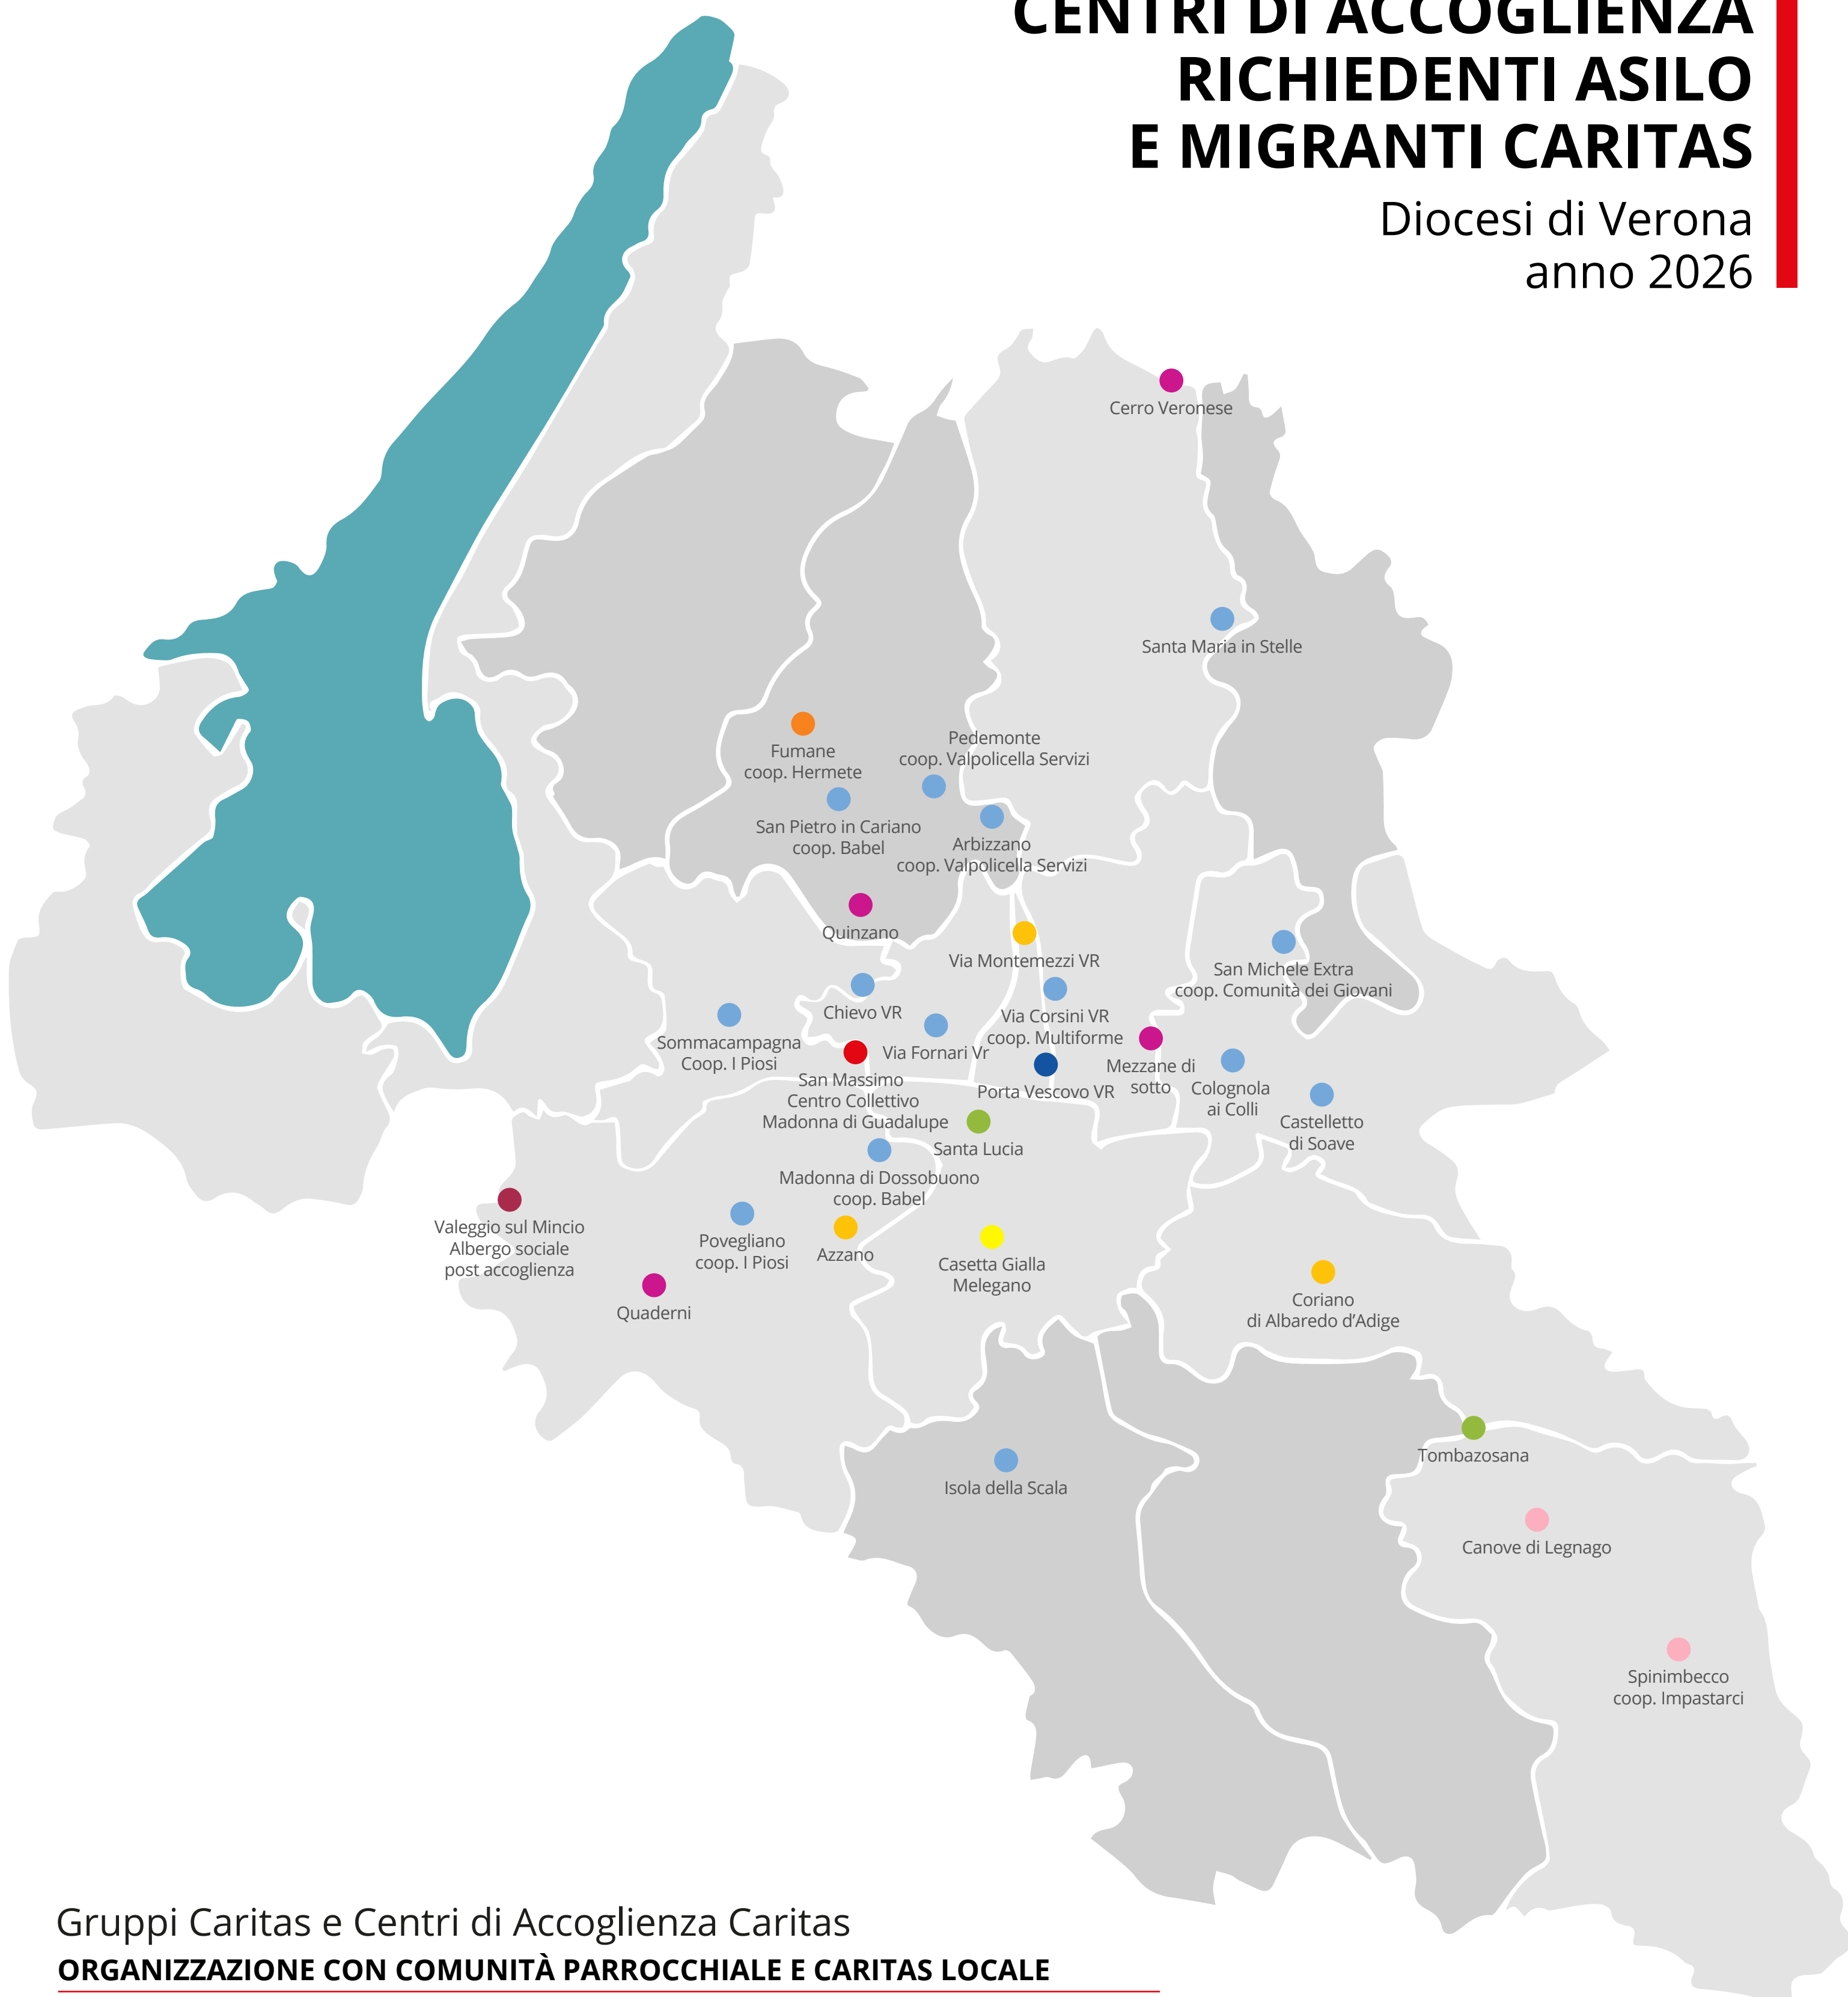 CENTRI DI ACCOGLIENZA
RICHIEDENTI ASILO
E MIGRANTI CARITAS
Diocesi di Verona
anno 2026
Cerro Veronese
Santa Maria in Stelle
Fumane
coop. Hermete
Pedemonte
coop. Valpolicella Servizi
San Pietro in Cariano
coop. Babel
Arbizzano
coop. Valpolicella Servizi
Quinzano
Via Montemezzi VR
San Michele Extra
coop. Comunità dei Giovani
Chievo VR
Via Corsini VR
coop. Multiforme
Sommacampagna
Coop. I Piosi
Via Fornari Vr
San Massimo
Centro Collettivo
Madonna di Guadalupe
Porta Vescovo VR
Mezzane di
sotto
Colognola
ai Colli
Castelletto
di Soave
Santa Lucia
Madonna di Dossobuono
coop. Babel
Valeggio sul Mincio
Albergo sociale
post accoglienza
Povegliano
coop. I Piosi
Azzano
Casetta Gialla
Melegano
Quaderni
Coriano
di Albaredo d’Adige
Tombazosana
Isola della Scala
Canove di Legnago
Spinimbecco
coop. Impastarci
Gruppi Caritas e Centri di Accoglienza Caritas
ORGANIZZAZIONE CON COMUNITÀ PARROCCHIALE E CARITAS LOCALE